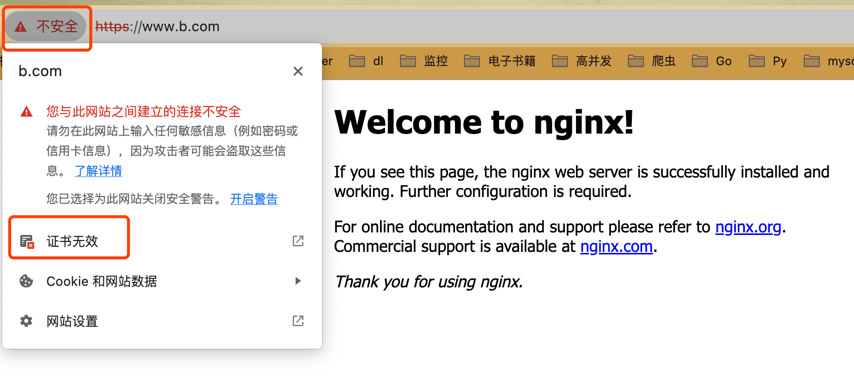 不安全 https://www.b.com
er dl 监控 电子书籍 高并发 爬虫 Go Py mysc
b.com
您与此网站之间建立的连接不安全
请勿在此网站上输入任何敏感信息（例如密码或
信用卡信息），因为攻击者可能会盗取这些信
息。 了解详情
您已选择为此网站关闭安全警告。 开启警告
证书无效
Cookie 和网站数据
网站设置
Welcome to nginx!
If you see this page, the nginx web server is successfully installed and
working. Further configuration is required.
For online documentation and support please refer to nginx.org.
Commercial support is available at nginx.com.
Thank you for using nginx.